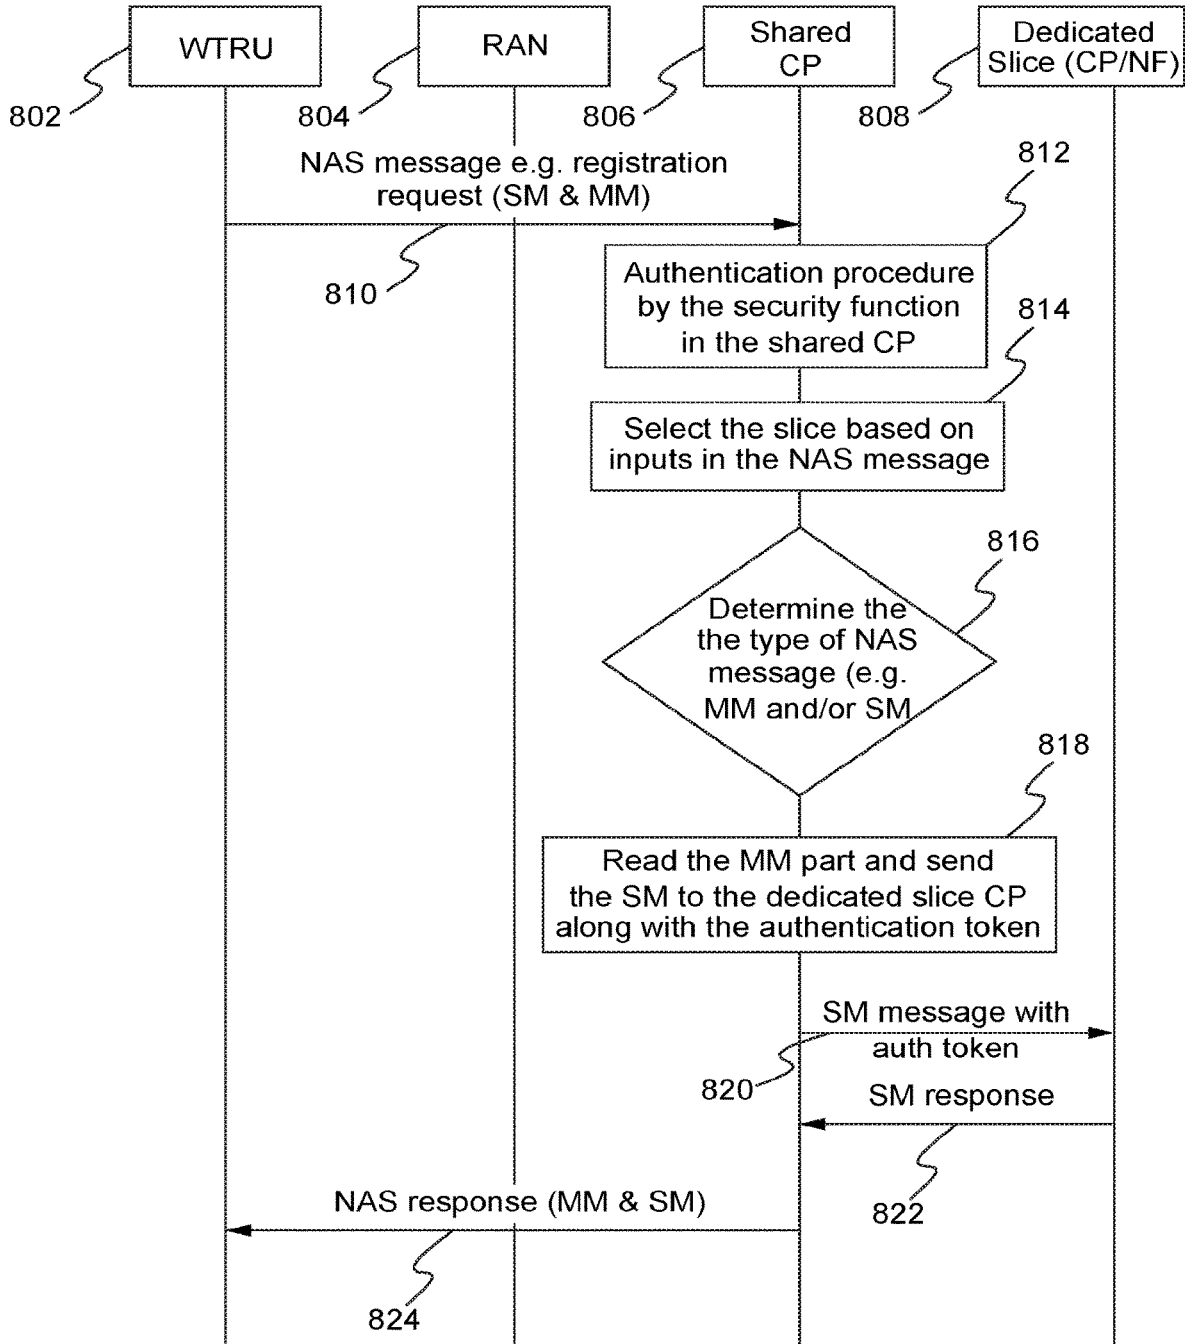 WTRU
RAN
Shared
CP
Dedicated
Slice (CP/NF)
802
804
806
808
NAS message e.g. registration
request (SM & MM)
810
812
Authentication procedure
by the security function
in the shared CP
814
Select the slice based on
inputs in the NAS message
816
Determine the
the type of NAS
message (e.g.
MM and/or SM
818
Read the MM part and send
the SM to the dedicated slice CP
along with the authentication token
SM message with
auth token
820
SM response
822
NAS response (MM & SM)
824